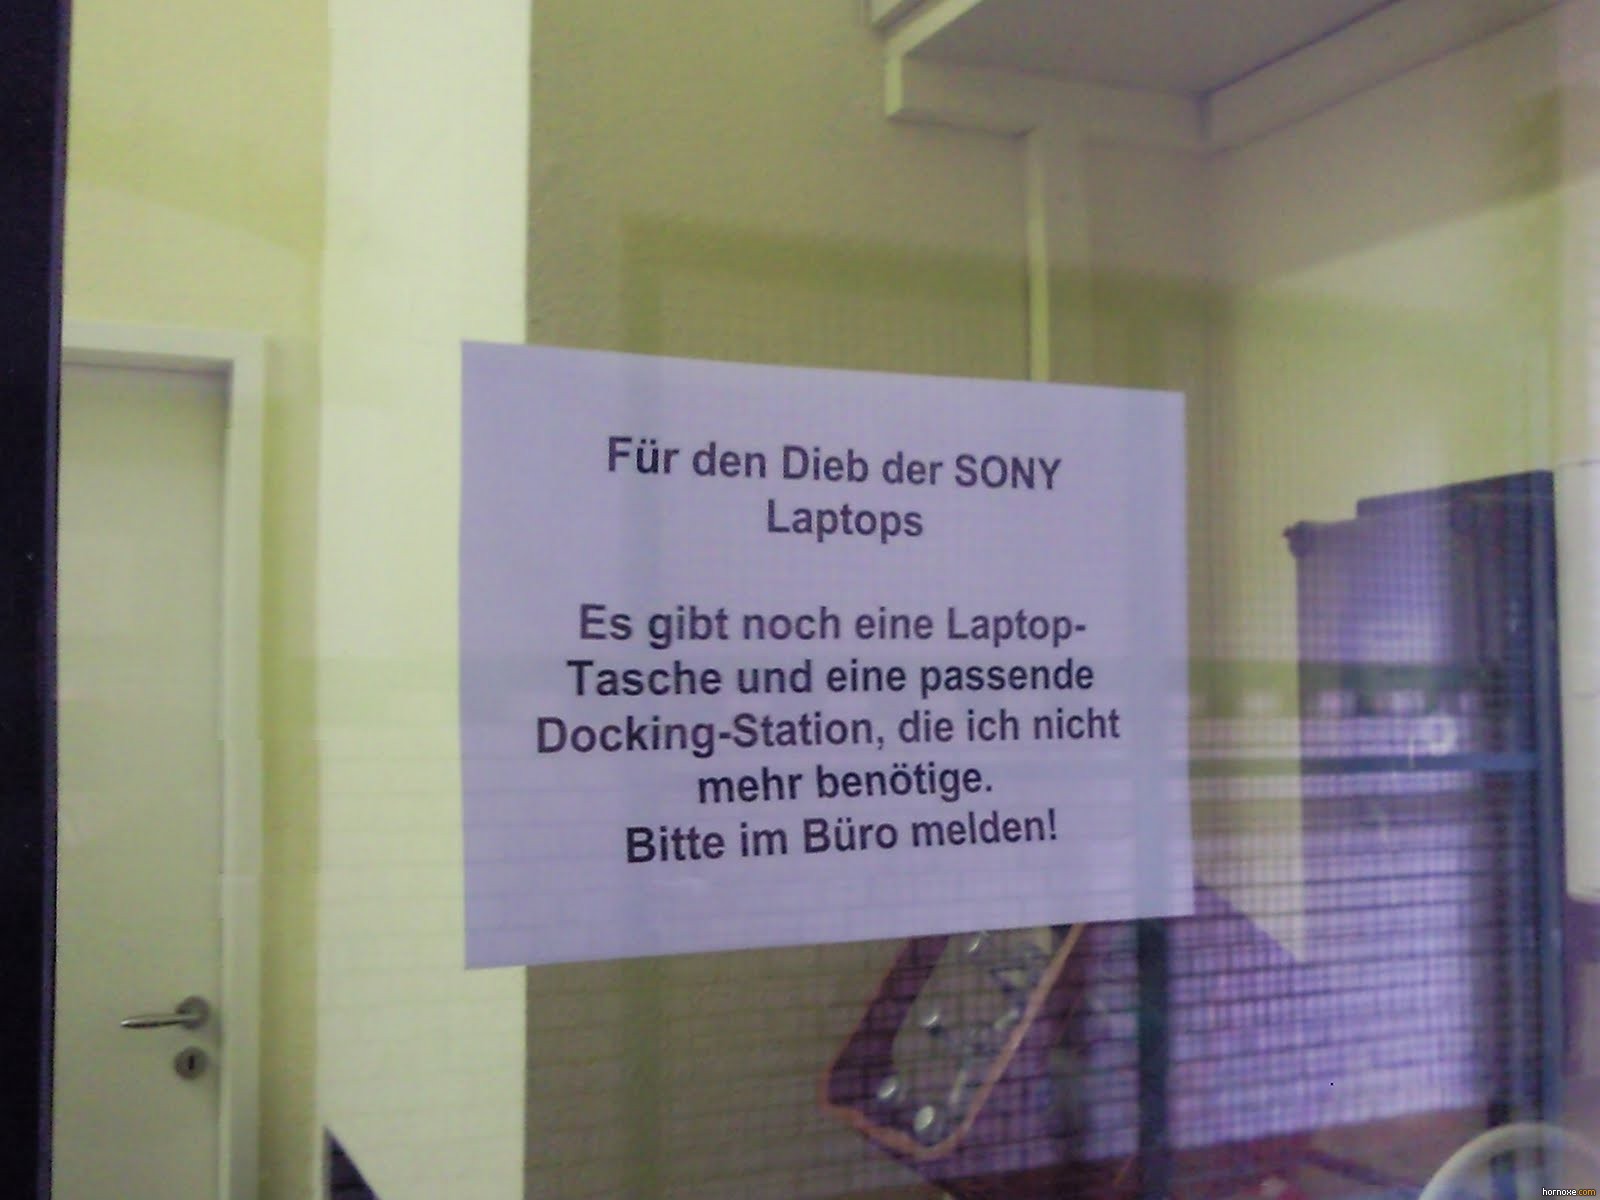 Für den Dieb der SONY
Laptops
Es gibt noch eine Laptop-
Tasche und eine passende
Docking-Station, die ich nicht
mehr benötige.
Bitte im Büro melden!
hornoxe.com